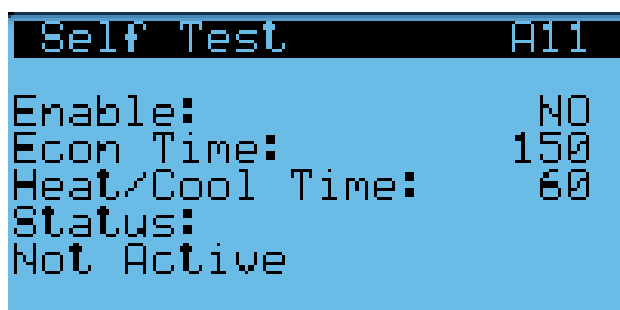 Self Test A11
Enable: NO
Econ Time: 150
Heat/Cool Time: 60
Status:
Not Active